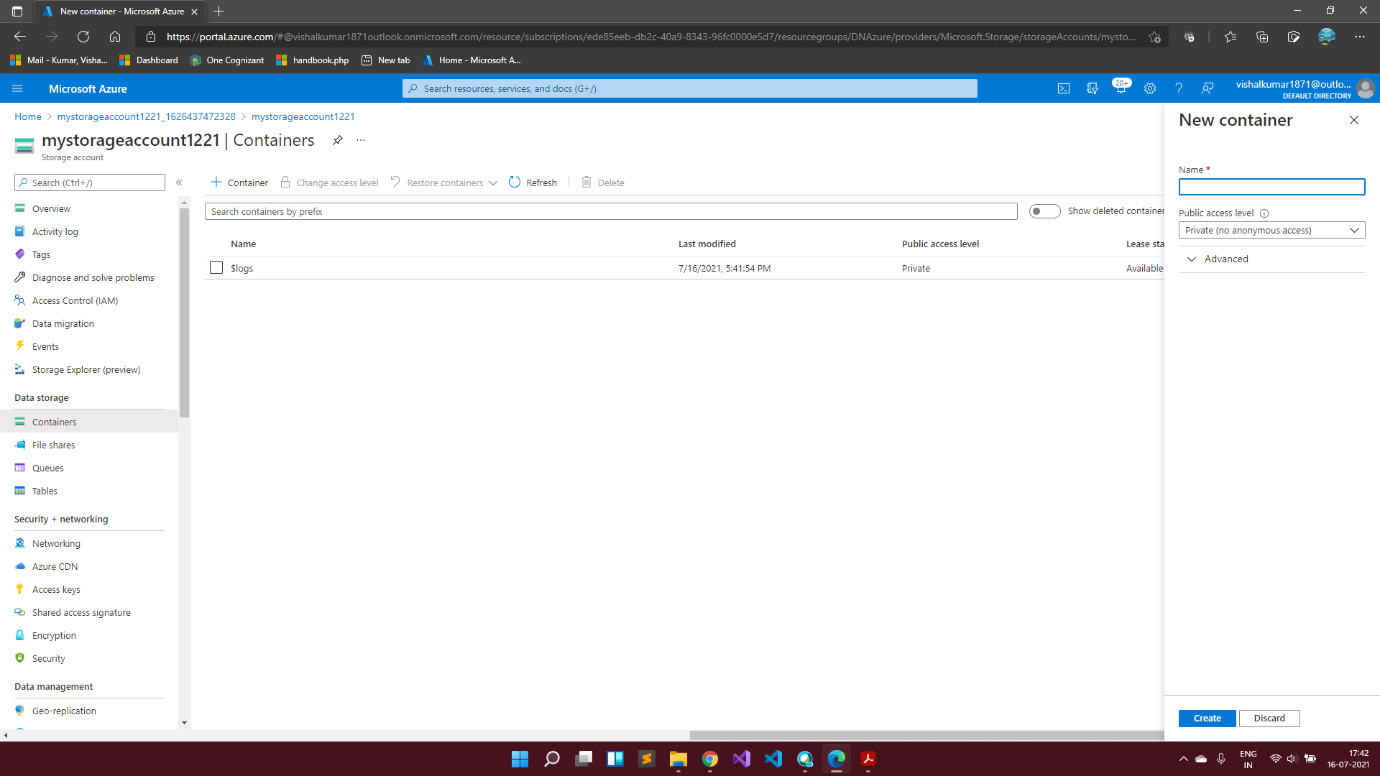 New container - Microsoft Azure
https://portal.azure.com/#@vishalkumar1871outlook.onmicrosoft.com/resource/subscriptions/ede85eeb-db2c-40a9-8343-96fc0000e5d7/resourcegroups/DNAzure/providers/Microsoft.Storage/storageAccounts/mysto...
Mail - Kumar, Visha... Dashboard One Cognizant handbook.php New tab Home - Microsoft A...
Microsoft Azure Search resources, services, and docs (G+/) 20+ vishalkumar1871@outlo...
DEFAULT DIRECTORY
Home > mystorageaccount1221_1626437472328 > mystorageaccount1221
mystorageaccount1221 | Containers ...
Storage account
Search (Ctrl+/) «
Overview
Activity log
Tags
Diagnose and solve problems
Access Control (IAM)
Data migration
Events
Storage Explorer (preview)
Data storage
Containers
File shares
Queues
Tables
Security + networking
Networking
Azure CDN
Access keys
Shared access signature
Encryption
Security
Data management
Geo-replication
+ Container Change access level Restore containers Refresh Delete
Search containers by prefix Show deleted container
Name Last modified Public access level Lease sta
$logs 7/16/2021, 5:41:54 PM Private Available
New container
Name *
Public access level
Private (no anonymous access)
Advanced
Create Discard
ENG
IN
17:42
16-07-2021